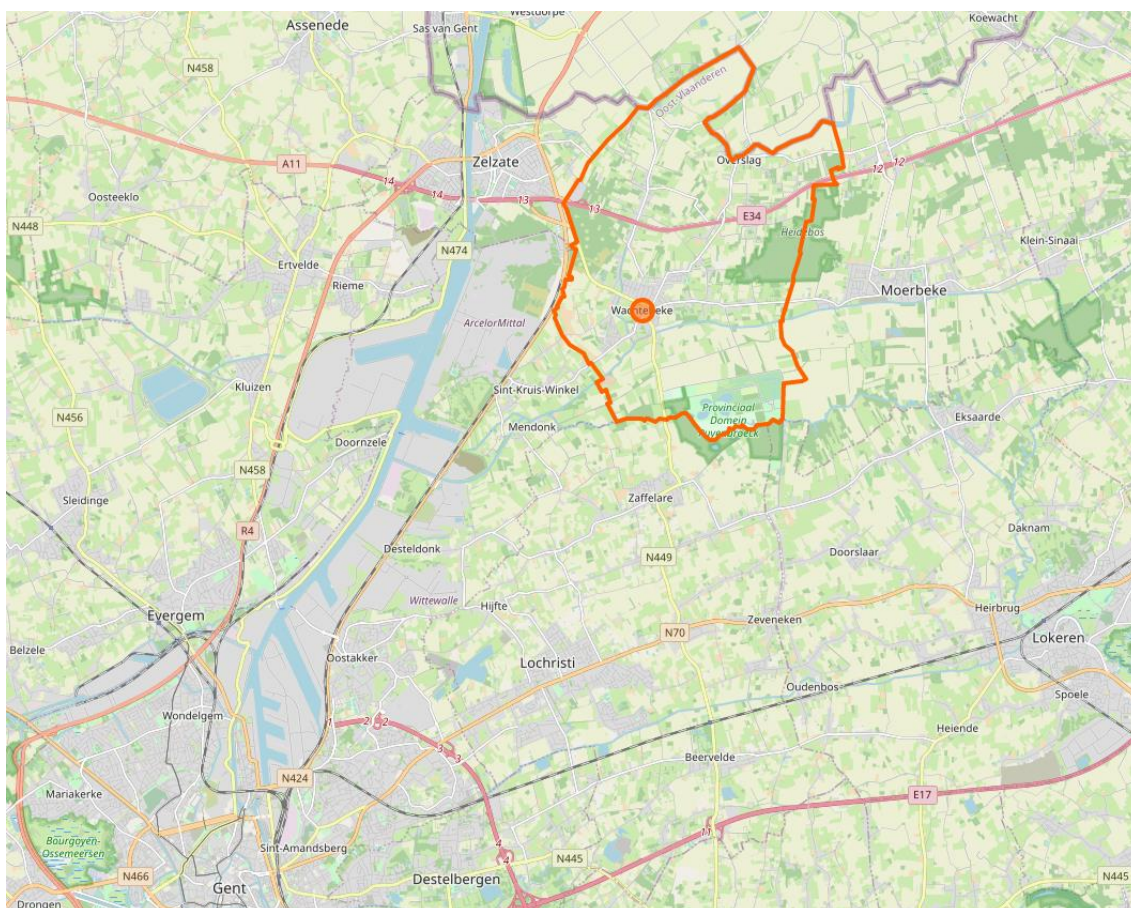 Westdorpe
Koewacht
Assenede
Sas van Gent
N458
Oost-Vlaanderen
Overslag
Zelzate
A11
14
12
12
Oosteeklo
14
13
13
E34
N448
N474
Heidebos
Klein-Sinaai
Ertvelde
Rieme
Moerbeke
Wachtebeke
ArcelorMittal
Kluizen
Sint-Kruis-Winkel
N456
Provinciaal
Domein
Puyenbroeck
Eksaarde
Mendonk
Doornzele
N458
Sleidinge
Zaffelare
Daknam
R4
Desteldonk
N449
Doorslaar
Wittewalle
Evergem
Hijfte
Heirbrug
Zeveneken
Belzele
N70
Lokeren
Oostakker
Lochristi
Oudenbos
Spoele
Wondelgem
1
2
2
Heiende
3
3
Beervelde
N424
E17
Mariakerke
11
Bourgoyen-
Ossemeersen
Sint-Amandsberg
4
4
N445
N466
Gent
Destelbergen
N445
Drongen